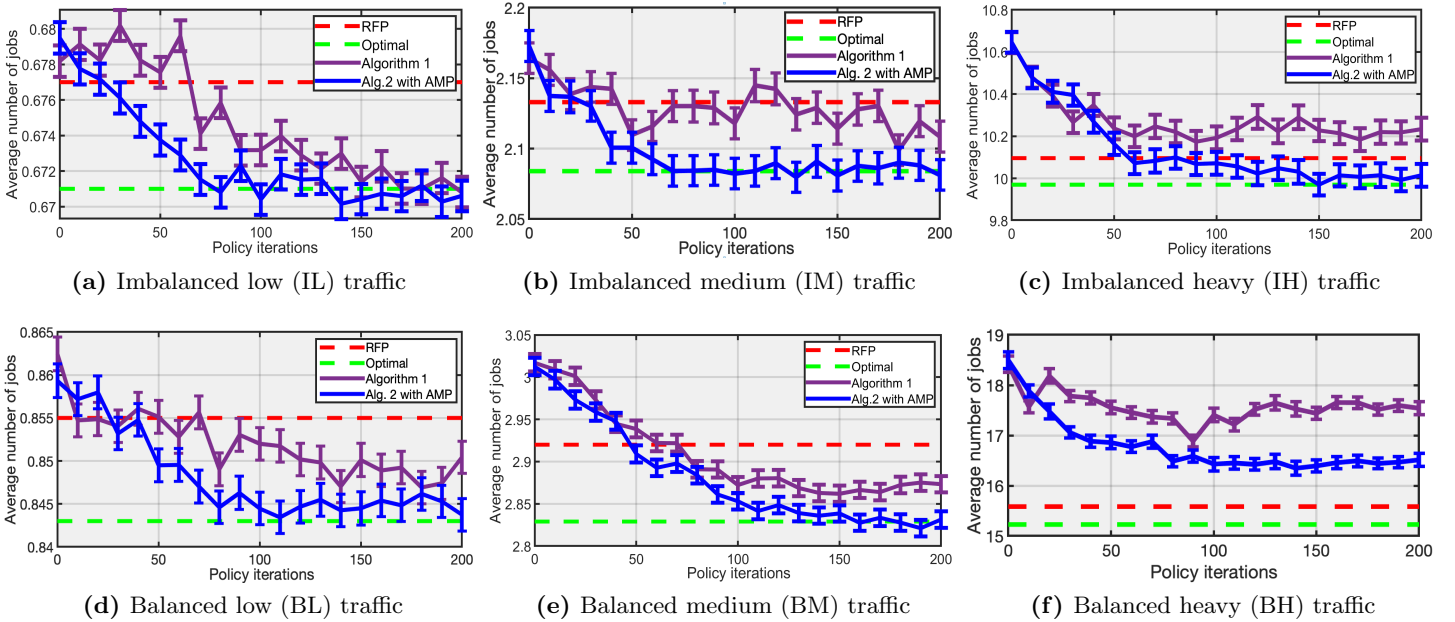 Average number of jobs
0.68
0.678
0.676
0.674
0.672
0.67
0 50 100 150 200
Policy iterations
RFP
Optimal
Algorithm 1
Alg.2 with AMP
(a) Imbalanced low (IL) traffic
Average number of jobs
2.2
2.15
2.1
2.05
0 50 100 150 200
Policy iterations
RFP
Optimal
Algorithm 1
Alg. 2 with AMP
(b) Imbalanced medium (IM) traffic
Average number of jobs
10.8
10.6
10.4
10.2
10
9.8
0 50 100 150 200
Policy iterations
RFP
Optimal
Algorithm 1
Alg.2 with AMP
(c) Imbalanced heavy (IH) traffic
Average number of jobs
0.865
0.86
0.855
0.85
0.845
0.84
0 50 100 150 200
Policy iterations
RFP
Optimal
Algorithm 1
Alg.2 with AMP
(d) Balanced low (BL) traffic
Average number of jobs
3.05
3
2.95
2.9
2.85
2.8
0 50 100 150 200
Policy iterations
RFP
Optimal
Algorithm 1
Alg. 2 with AMP
(e) Balanced medium (BM) traffic
Average number of jobs
19
18
17
16
15
0 50 100 150 200
Policy iterations
RFP
Optimal
Algorithm 1
Alg. 2 with AMP
(f) Balanced heavy (BH) traffic